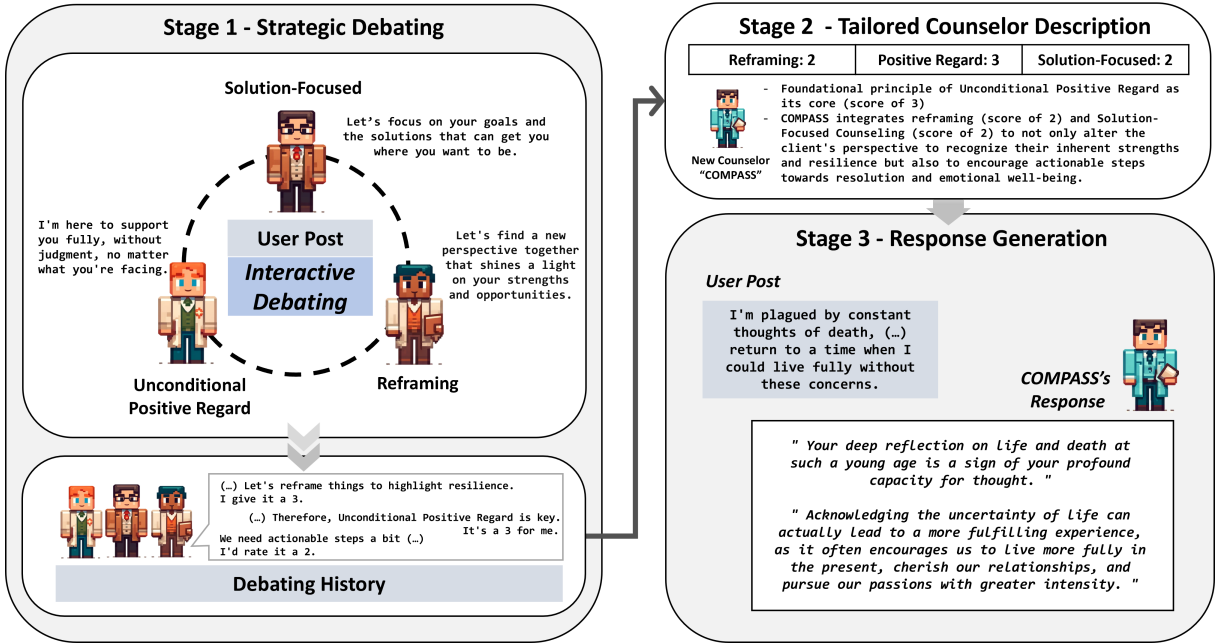 Stage 1 - Strategic Debating
Solution-Focused
Let’s focus on your goals and
the solutions that can get you
where you want to be.
I'm here to support
you fully, without
judgment, no matter
what you're facing.
User Post
Interactive
Debating
Let's find a new
perspective together
that shines a light
on your strengths
and opportunities.
Unconditional
Positive Regard
Reframing
(…) Let's reframe things to highlight resilience.
I give it a 3.
(…) Therefore, Unconditional Positive Regard is key.
It's a 3 for me.
We need actionable steps a bit (…)
I'd rate it a 2.
Debating History
Stage 2 - Tailored Counselor Description
Reframing: 2
Positive Regard: 3
Solution-Focused: 2
- Foundational principle of Unconditional Positive Regard as
its core (score of 3)
- COMPASS integrates reframing (score of 2) and Solution-
Focused Counseling (score of 2) to not only alter the
client's perspective to recognize their inherent strengths
and resilience but also to encourage actionable steps
towards resolution and emotional well-being.
New Counselor
“COMPASS”
Stage 3 - Response Generation
User Post
I'm plagued by constant
thoughts of death, (…)
return to a time when I
could live fully without
these concerns.
COMPASS’s
Response
" Your deep reflection on life and death at
such a young age is a sign of your profound
capacity for thought. "
" Acknowledging the uncertainty of life can
actually lead to a more fulfilling experience,
as it often encourages us to live more fully in
the present, cherish our relationships, and
pursue our passions with greater intensity. "